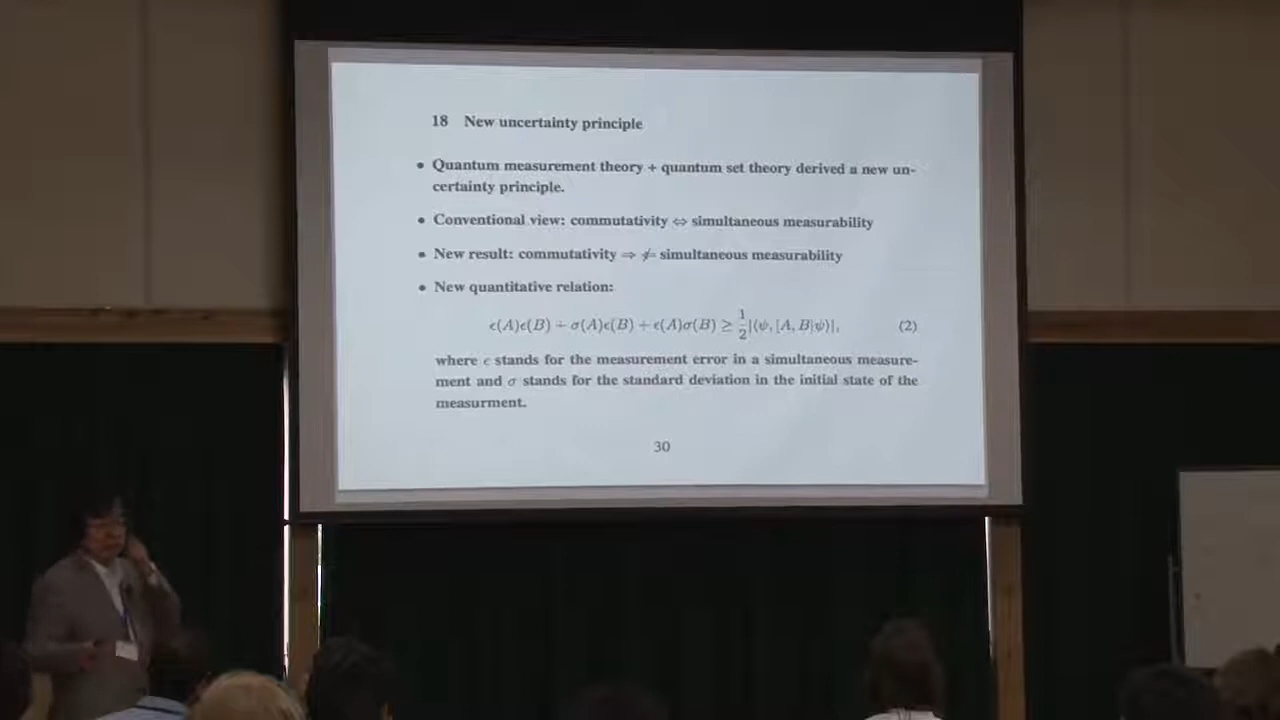 18 New uncertainty principle
• Quantum measurement theory + quantum set theory derived a new un-
certainty principle.
• Conventional view: commutativity ⇔ simultaneous measurability
• New result: commutativity ⇒ ⇍ simultaneous measurability
• New quantitative relation:
ϵ(A)ϵ(B) + σ(A)ϵ(B) + ϵ(A)σ(B) ≥ 1/2|⟨ψ, [A, B]ψ⟩|, (2)
where ϵ stands for the measurement error in a simultaneous measure-
ment and σ stands for the standard deviation in the initial state of the
measurment.
30